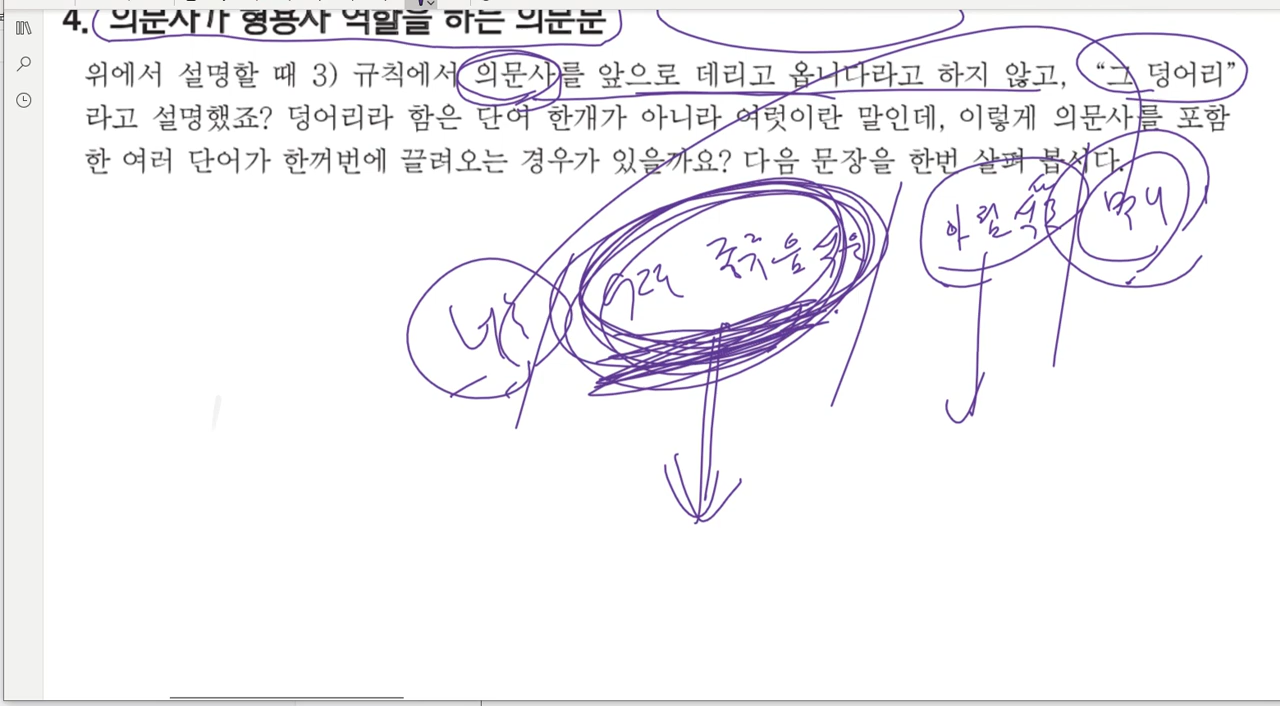 4. 의문사가 형용사 역할을 하는 의문문
위에서 설명할 때 3) 규칙에서 의문사를 앞으로 데리고 옵니다라고 하지 않고, “그 덩어리”
라고 설명했죠? 덩어리라 함은 단어 한개가 아니라 여럿이란 말인데, 이렇게 의문사를 포함
한 여러 단어가 한꺼번에 끌려오는 경우가 있을까요? 다음 문장을 한번 살펴 봅시다.
너는 음식을 아침 먹니